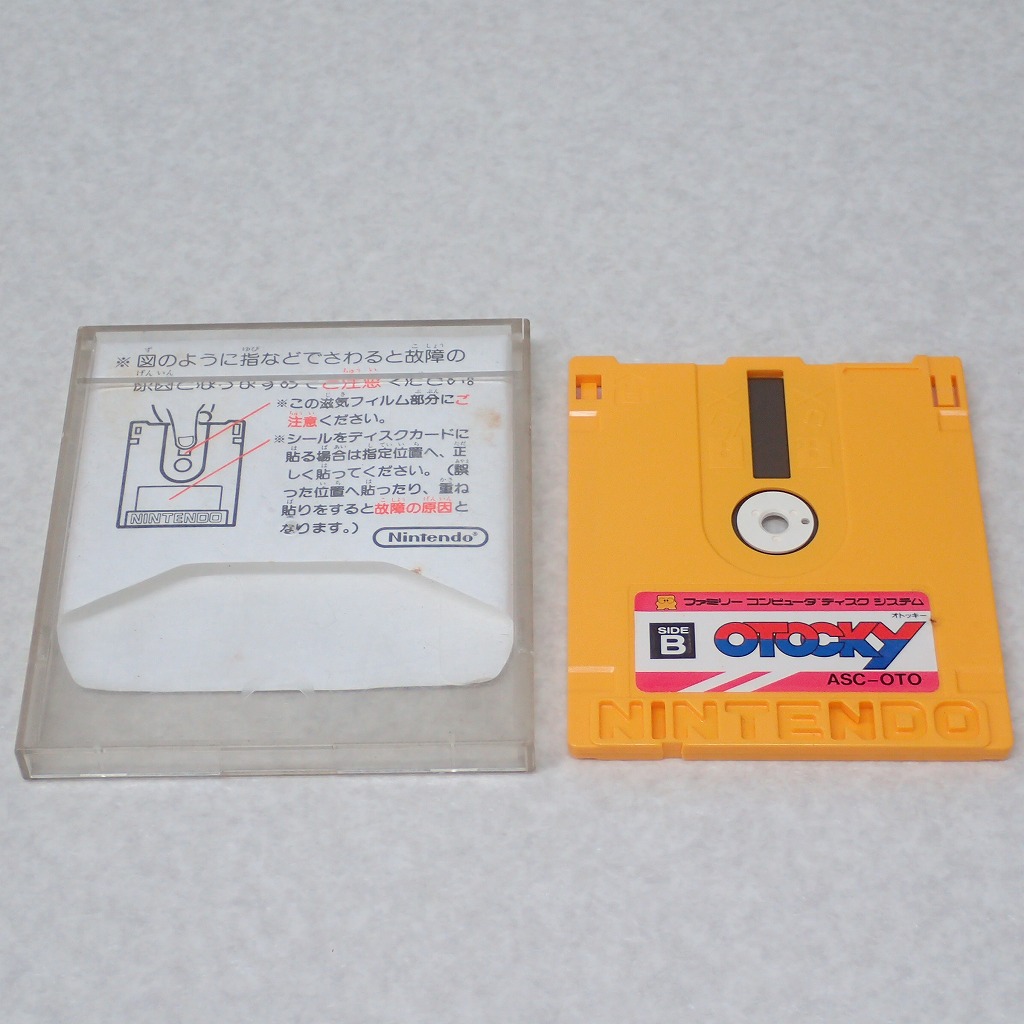 ※図のように指などでさわると故障の
原因となりますのでご注意ください。
※この滋気フィルム部分にご
注意ください。
※シールをディスクカードに
貼る場合は指定位置へ、正
しく貼ってください。（誤
った位置へ貼ったり、重ね
貼りをすると故障の原因と
なります。）
NINTENDO
Nintendo®
ファミリー コンピュータ ディスク システム
オトッキー
SIDE
B
OTOCKY
ASC-OTO
NINTENDO